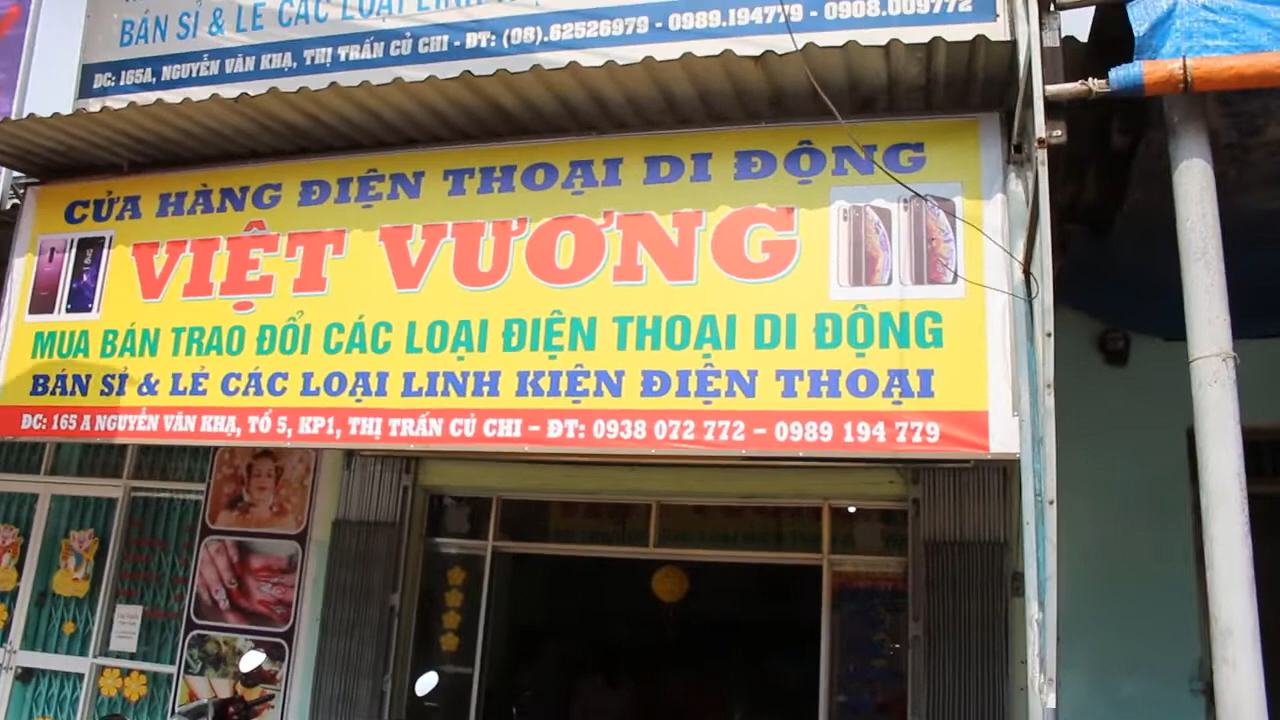 BÁN SỈ & LẺ CÁC LOẠI LINH
ĐC: 165A, NGUYỄN VĂN KHẠ, THỊ TRẤN CỦ CHI - ĐT: (08).62526979 - 0989.194779 - 0908.009772
CỬA HÀNG ĐIỆN THOẠI DI ĐỘNG
VIỆT VƯƠNG
MUA BÁN TRAO ĐỔI CÁC LOẠI ĐIỆN THOẠI DI ĐỘNG
BÁN SỈ & LẺ CÁC LOẠI LINH KIỆN ĐIỆN THOẠI
ĐC: 165 A NGUYỄN VĂN KHẠ, TỔ 5, KP1, THỊ TRẤN CỦ CHI - ĐT: 0938 072 772 - 0989 194 779